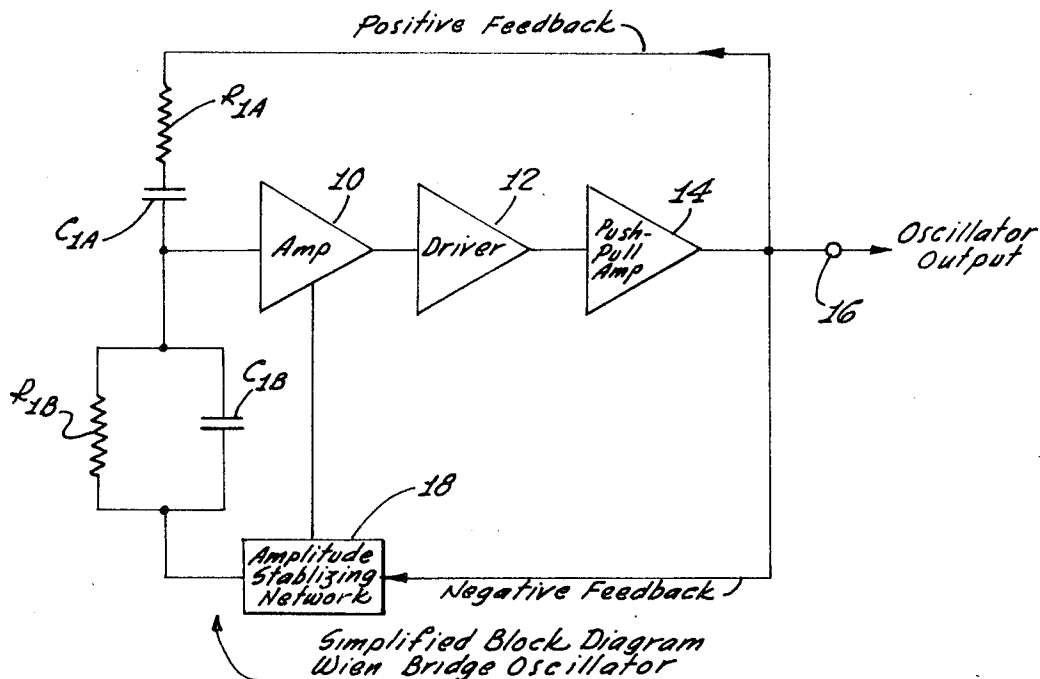 Positive Feedback
R1A
C1A
10
Amp
12
Driver
14
Push-
Pull
Amp
Oscillator
Output
16
R1B
C1B
18
Amplitude
Stablizing
Network
Negative Feedback
Simplified Block Diagram
Wien Bridge Oscillator